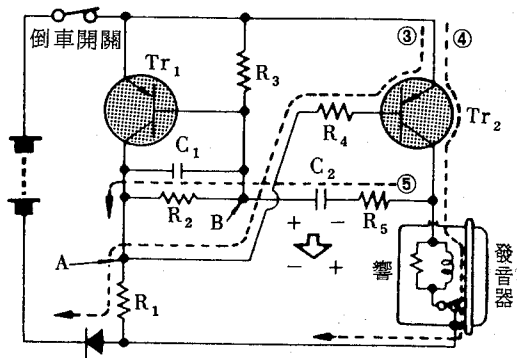 倒車開關
③
④
Tr₁
R₃
R₄
Tr₂
C₁
C₂
⑤
R₂
B
R₅
+ −
− +
A
R₁
響
發音器